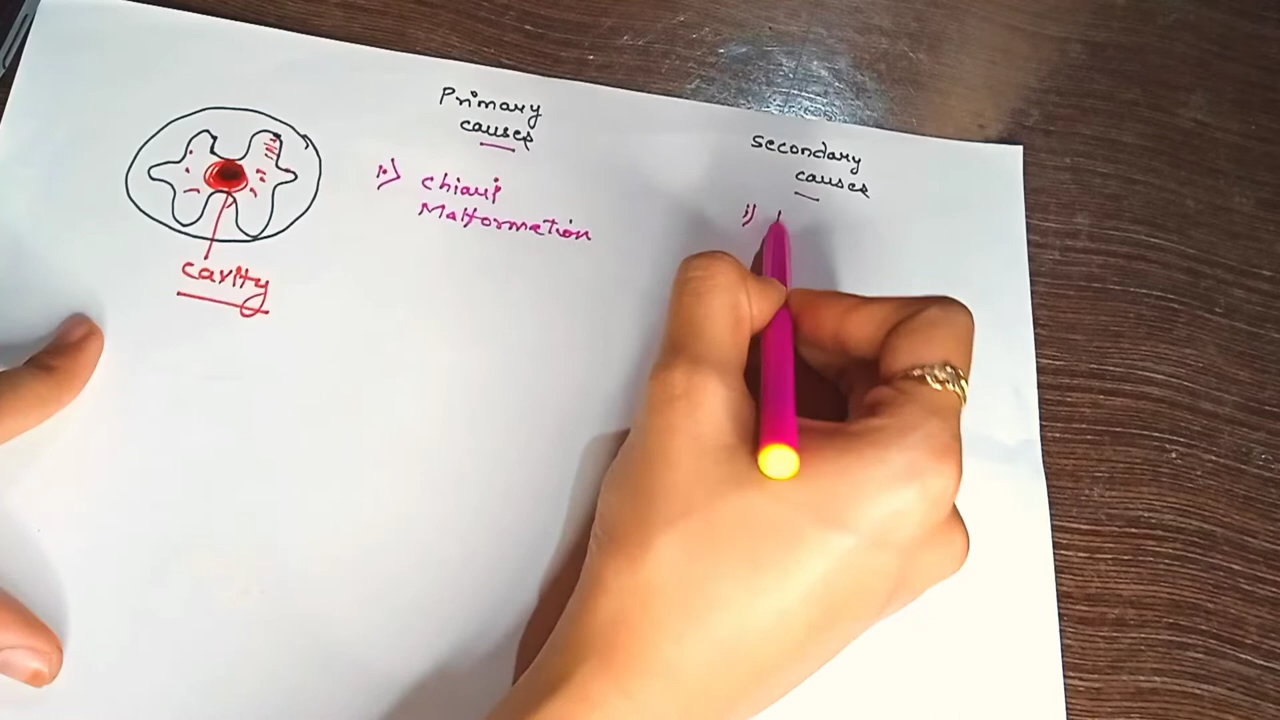 Primary
causes
i.) chiari
Malformation
Secondary
causes
i)
cavity